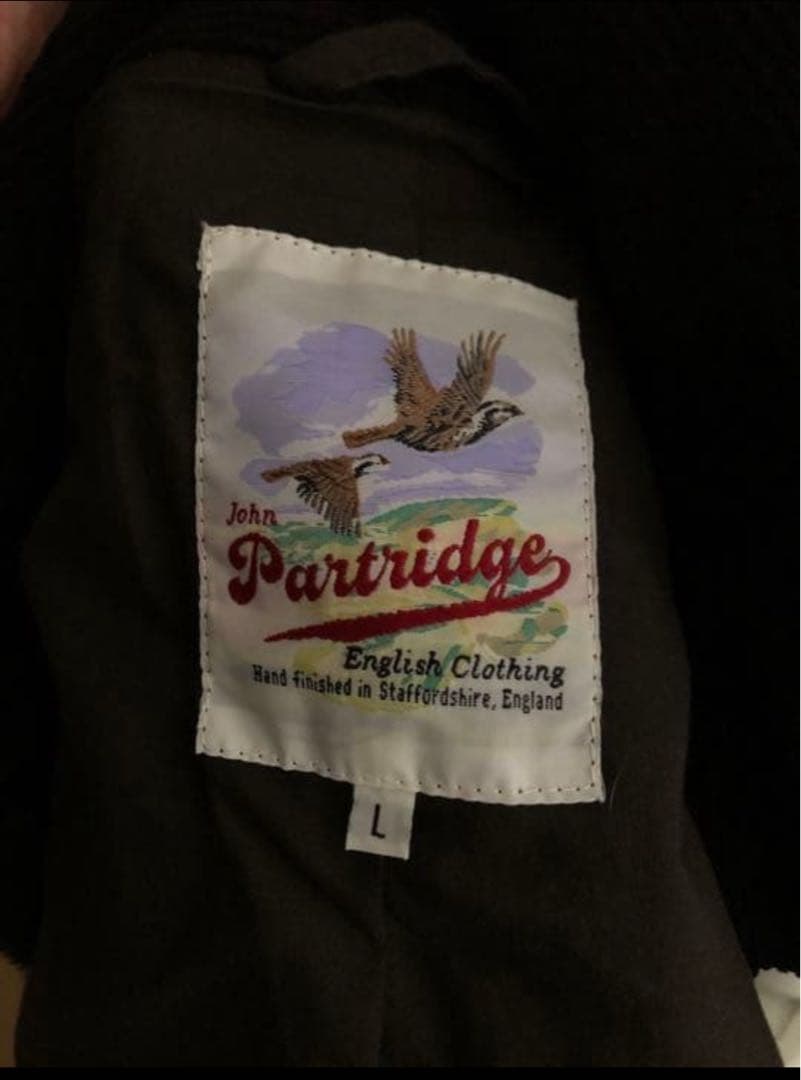 John
Partridge
English Clothing
Hand finished in Staffordshire, England
L